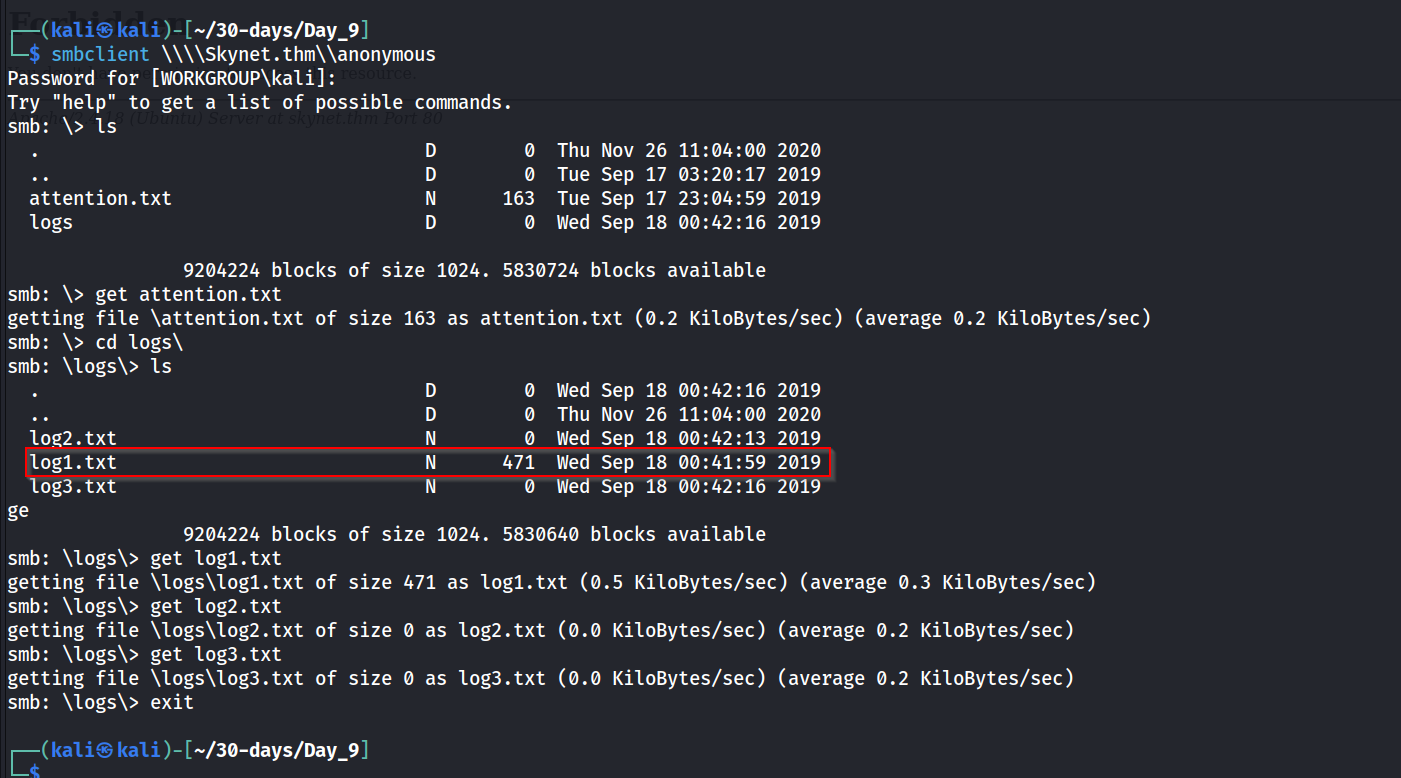 Forbidden
┌──(kali㉿kali)-[~/30-days/Day_9]
└─$ smbclient \\\\Skynet.thm\\anonymous
Password for [WORKGROUP\kali]: resource.
Try "help" to get a list of possible commands.
(Ubuntu) Server at skynet.thm Port 80
smb: \> ls
  .                                   D        0  Thu Nov 26 11:04:00 2020
  ..                                  D        0  Tue Sep 17 03:20:17 2019
  attention.txt                       N      163  Tue Sep 17 23:04:59 2019
  logs                                D        0  Wed Sep 18 00:42:16 2019
                9204224 blocks of size 1024. 5830724 blocks available
smb: \> get attention.txt
getting file \attention.txt of size 163 as attention.txt (0.2 KiloBytes/sec) (average 0.2 KiloBytes/sec)
smb: \> cd logs\
smb: \logs\> ls
  .                                   D        0  Wed Sep 18 00:42:16 2019
  ..                                  D        0  Thu Nov 26 11:04:00 2020
  log2.txt                            N        0  Wed Sep 18 00:42:13 2019
  log1.txt                            N      471  Wed Sep 18 00:41:59 2019
  log3.txt                            N        0  Wed Sep 18 00:42:16 2019
ge
                9204224 blocks of size 1024. 5830640 blocks available
smb: \logs\> get log1.txt
getting file \logs\log1.txt of size 471 as log1.txt (0.5 KiloBytes/sec) (average 0.3 KiloBytes/sec)
smb: \logs\> get log2.txt
getting file \logs\log2.txt of size 0 as log2.txt (0.0 KiloBytes/sec) (average 0.2 KiloBytes/sec)
smb: \logs\> get log3.txt
getting file \logs\log3.txt of size 0 as log3.txt (0.0 KiloBytes/sec) (average 0.2 KiloBytes/sec)
smb: \logs\> exit
┌──(kali㉿kali)-[~/30-days/Day_9]
└─$